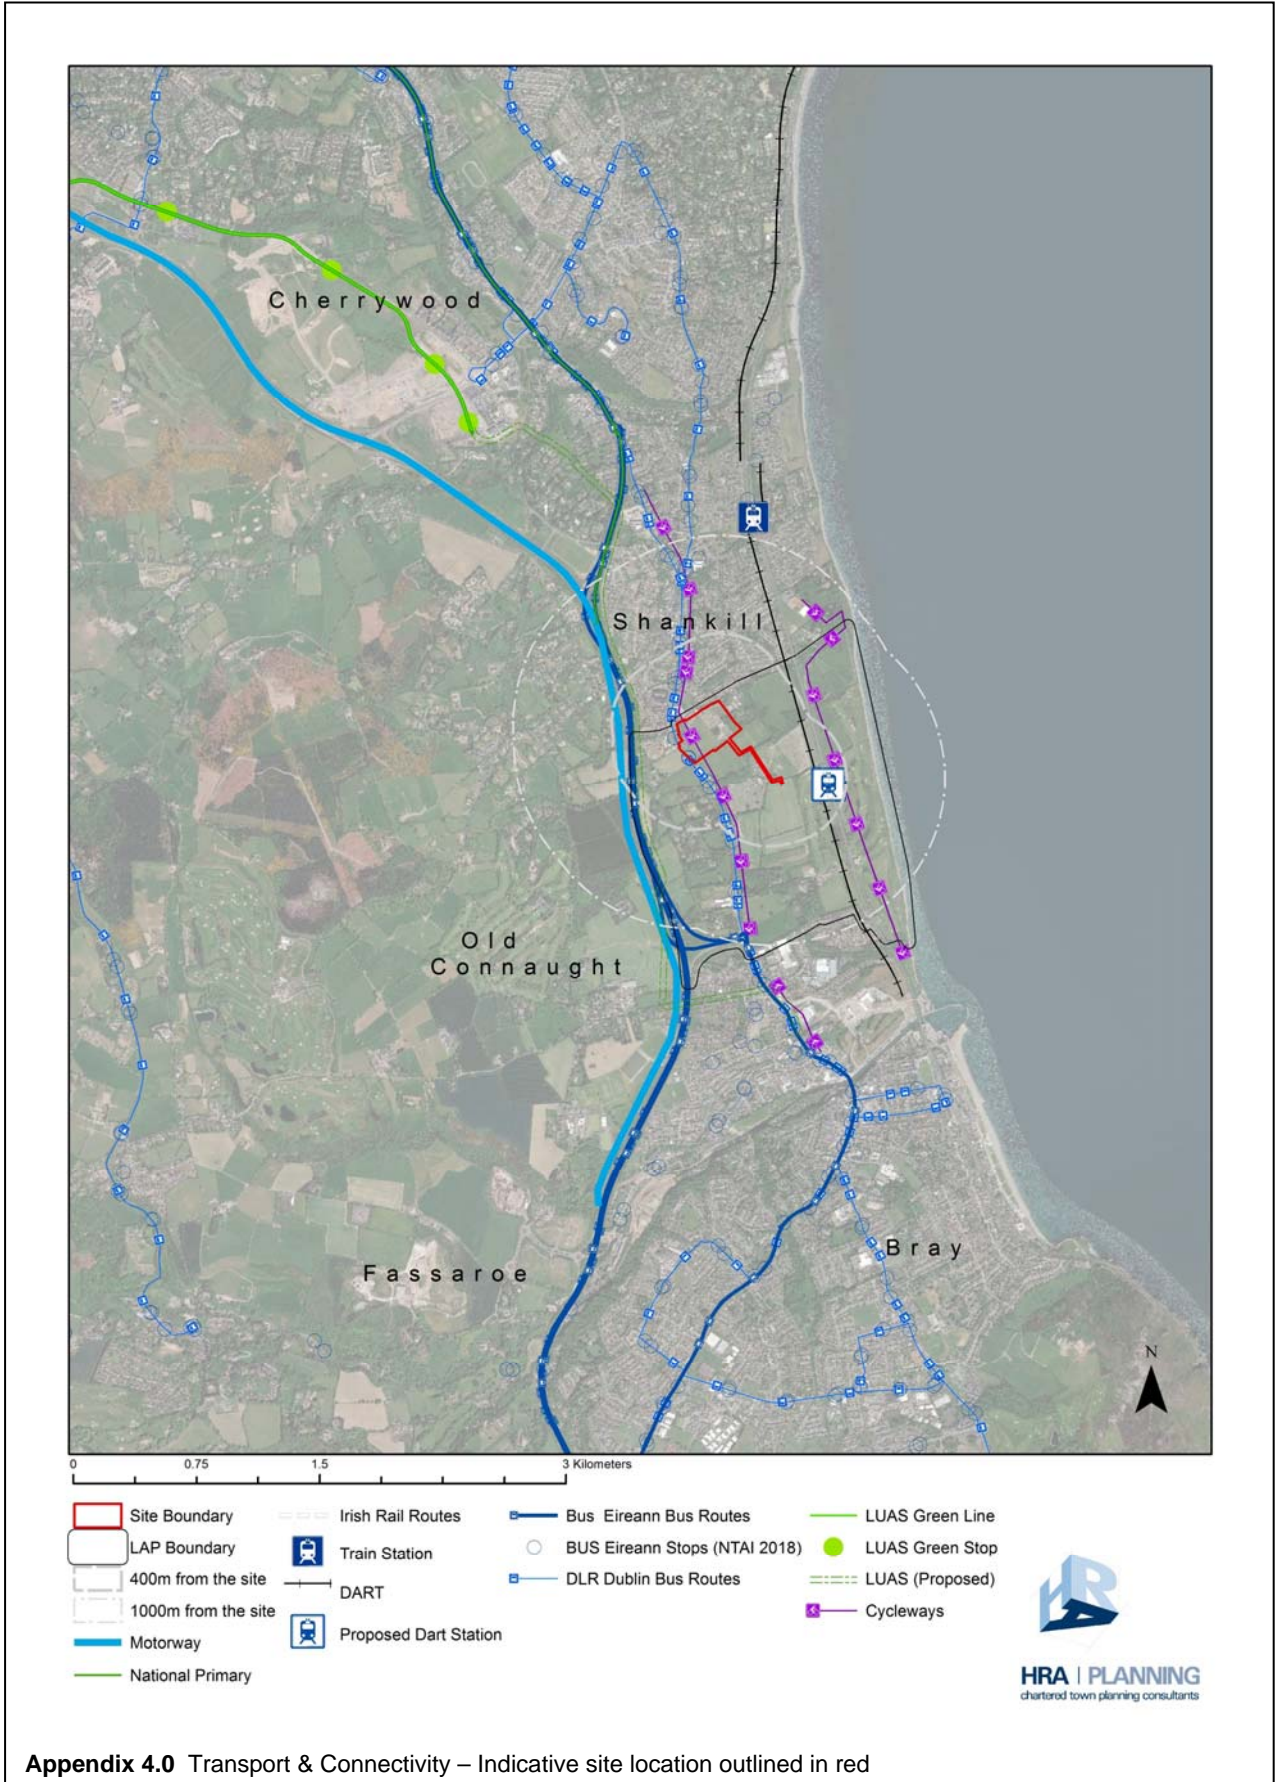 Cherrywood
Shankill
Old
Connaught
Fassaroe
Bray
N
0 0.75 1.5 3 Kilometers
Site Boundary
LAP Boundary
400m from the site
1000m from the site
Motorway
National Primary
Irish Rail Routes
Train Station
DART
Proposed Dart Station
Bus Eireann Bus Routes
BUS Eireann Stops (NTAI 2018)
DLR Dublin Bus Routes
LUAS Green Line
LUAS Green Stop
LUAS (Proposed)
Cycleways
HRA
HRA | PLANNING
chartered town planning consultants
Appendix 4.0 Transport & Connectivity – Indicative site location outlined in red